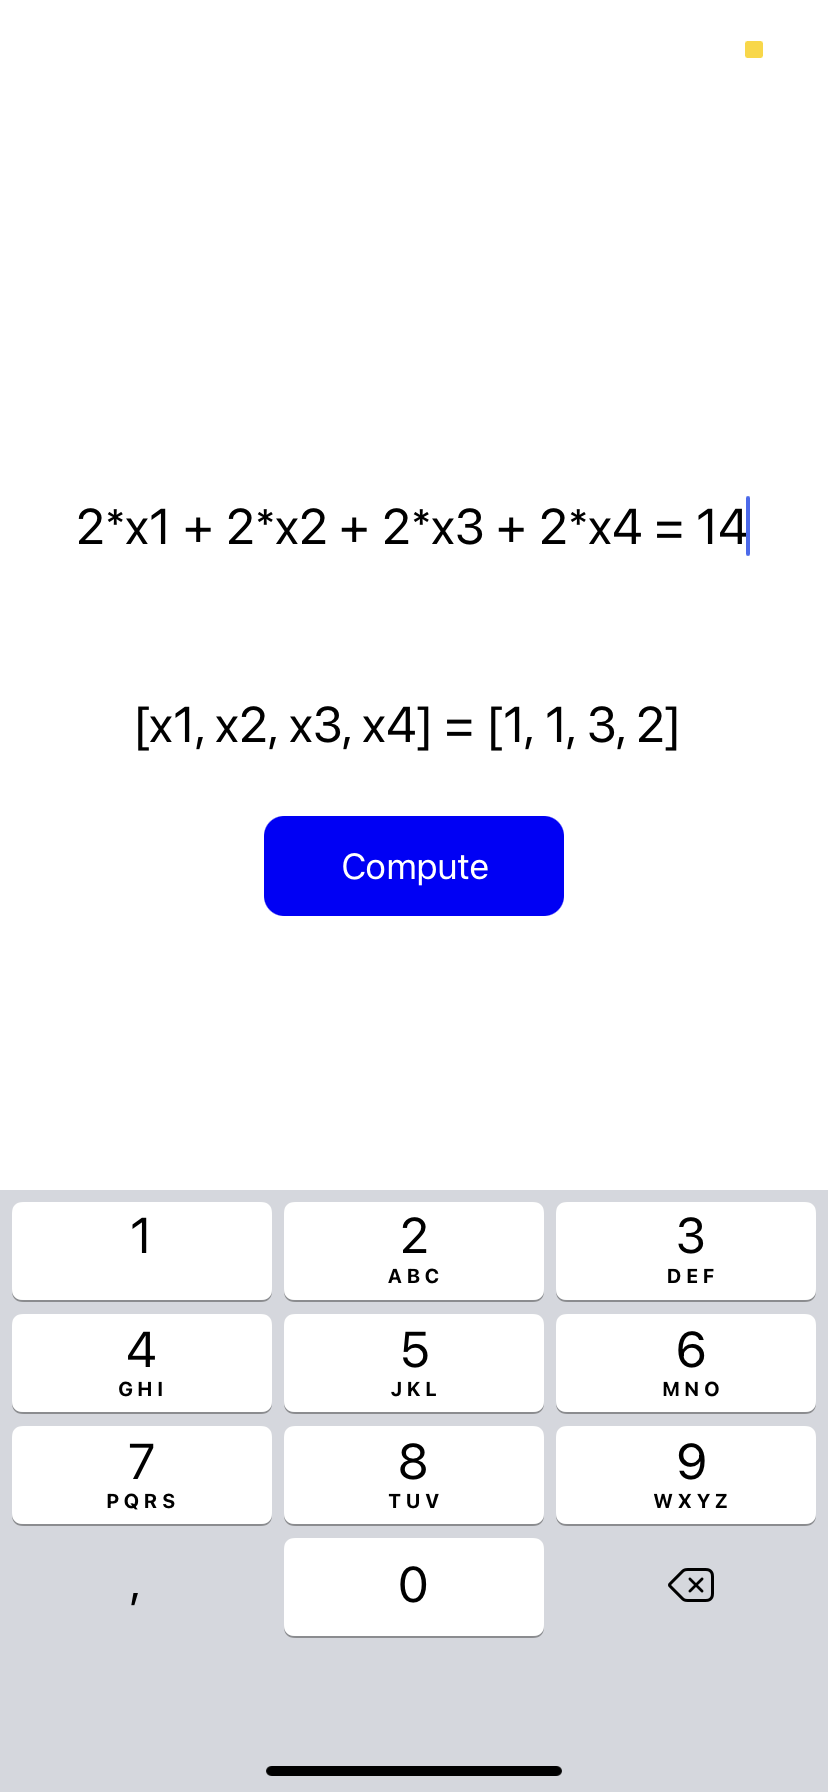 2*x1 + 2*x2 + 2*x3 + 2*x4 = 14
[x1, x2, x3, x4] = [1, 1, 3, 2]
Compute
1 2 3
ABC DEF
4 5 6
GHI JKL MNO
7 8 9
PQRS TUV WXYZ
, 0